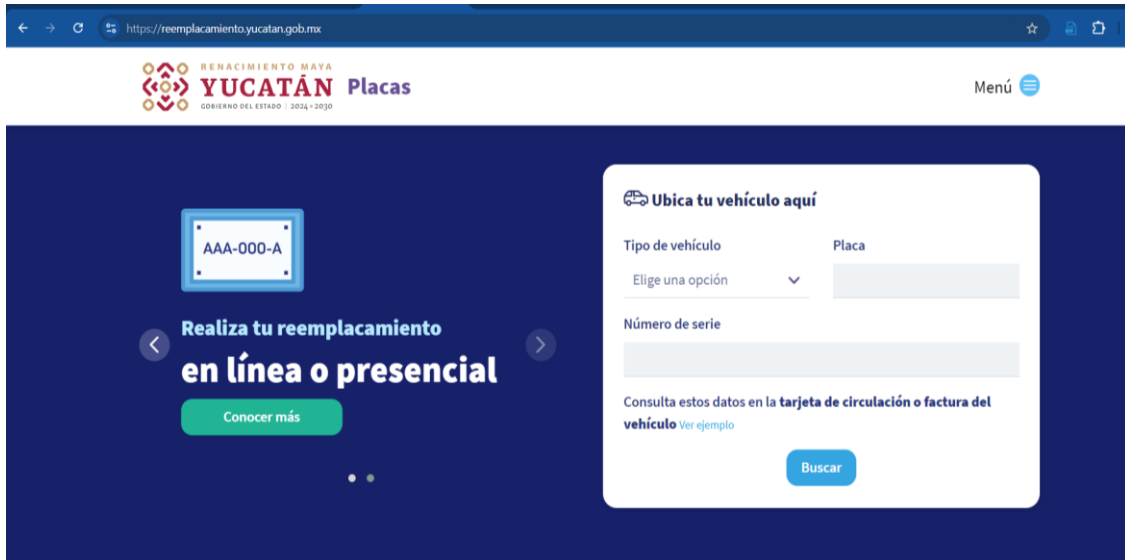 https://reemplacamiento.yucatan.gob.mx
RENACIMIENTO MAYA
YUCATÁN
GOBIERNO DEL ESTADO | 2024 - 2030
Placas
Menú
AAA-000-A
Realiza tu reemplacamiento
en línea o presencial
Conocer más
Ubica tu vehículo aquí
Tipo de vehículo
Placa
Elige una opción
Número de serie
Consulta estos datos en la tarjeta de circulación o factura del
vehículo Ver ejemplo
Buscar